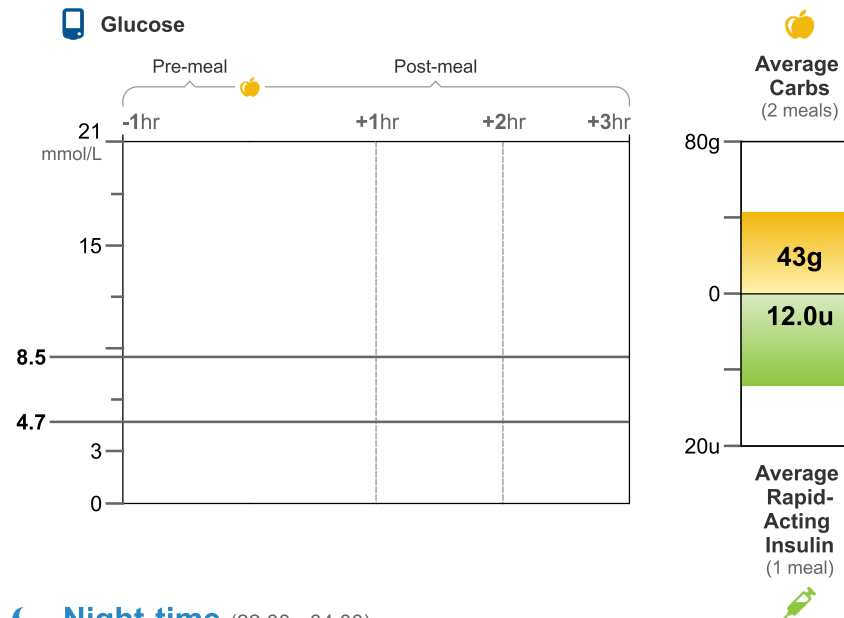 Glucose
Pre-meal
Post-meal
-1hr
+1hr
+2hr
+3hr
21
mmol/L
15
8.5
4.7
3
0
Average
Carbs
(2 meals)
80g
43g
0
12.0u
20u
Average
Rapid-
Acting
Insulin
(1 meal)
Night-time